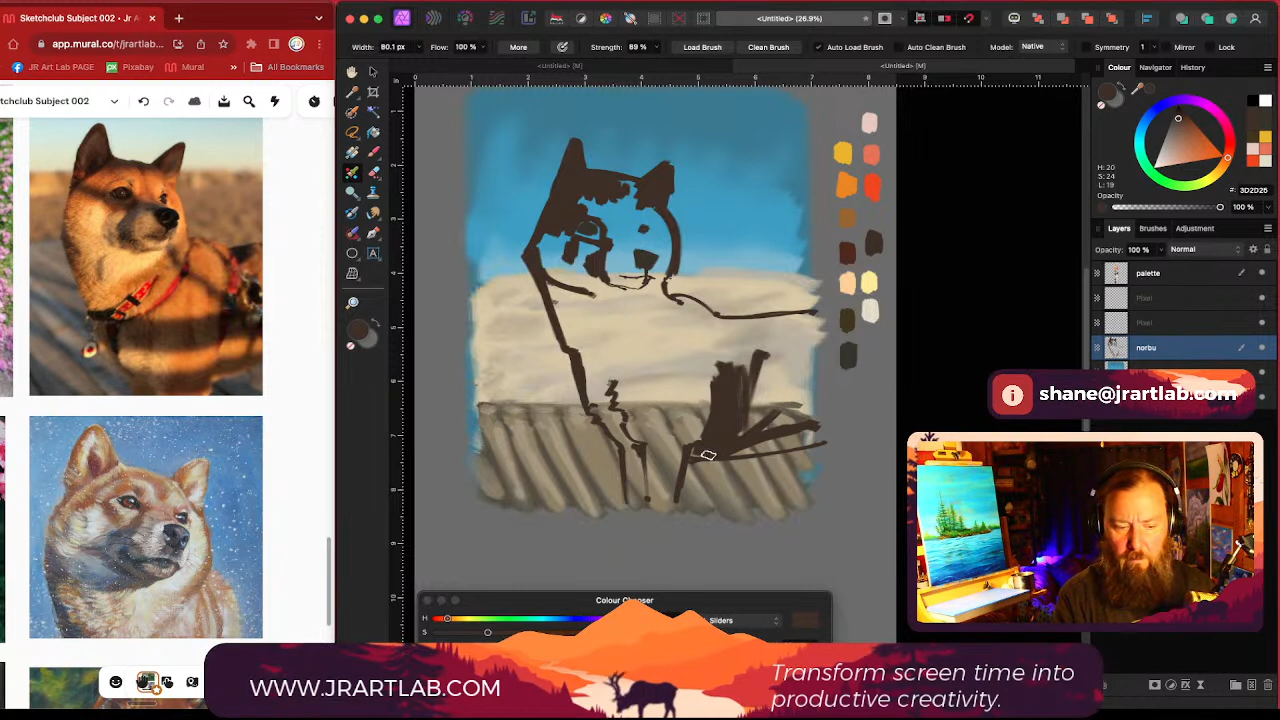 Sketchclub Subject 002 • Jr A
<Untitled> (26.9%)
app.mural.co/t/jrartlab...
Width: 80.1 px
Flow: 100 %
More
Strength: 89 %
Load Brush
Clean Brush
Auto Load Brush
Auto Clean Brush
Model: Native
Symmetry
1
Mirror
Lock
JR Art Lab PAGE
Pixabay
Mural
»
All Bookmarks
<Untitled> [M]
<Untitled> [M]
Colour
Navigator
History
tchclub Subject 002
H: 20
S: 24
L: 19
#: 3D2D25
Opacity
100 %
Layers
Brushes
Adjustment
Opacity: 100 %
Normal
palette
Pixel
Pixel
norbu
shane@jrartlab.com
Colour Chooser
H
Sliders
S
WWW.JRARTLAB.COM
Transform screen time into
productive creativity.